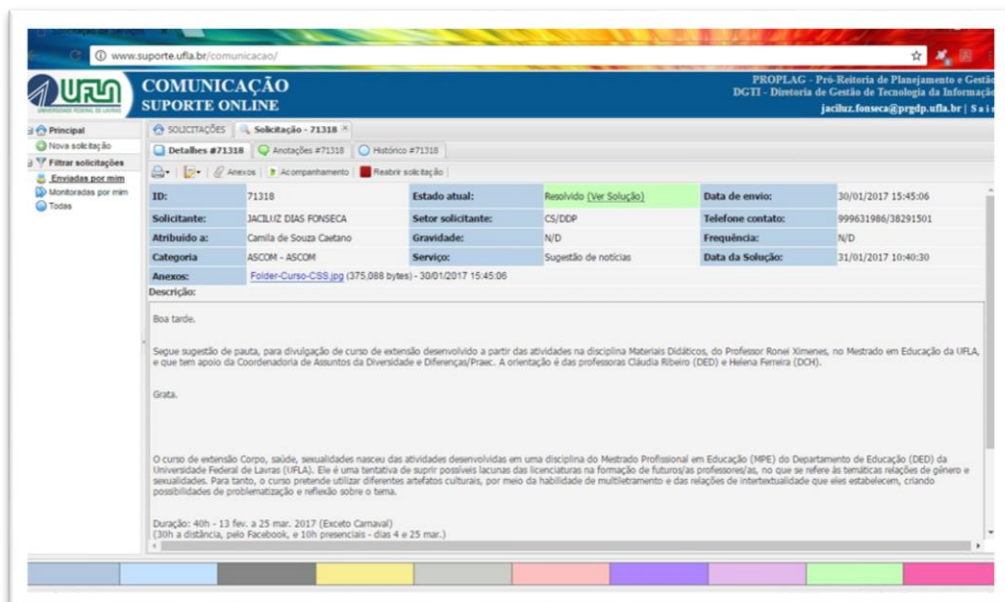 www.suporte.ufla.br/comunicacao/
UFLA
UNIVERSIDADE FEDERAL DE LAVRAS
COMUNICAÇÃO
SUPORTE ONLINE
PROPLAG - Pró-Reitoria de Planejamento e Gestão
DGTI - Diretoria de Gestão de Tecnologia da Informação
jaciluz.fonseca@prgdp.ufla.br | Sair
Principal
Nova solicitação
Filtrar solicitações
Enviadas por mim
Monitoradas por mim
Todas
SOLICITAÇÕES Solicitação - 71318
Detalhes #71318 Anotações #71318 Histórico #71318
Anexos Acompanhamento Reabrir solicitação
ID: 71318 Estado atual: Resolvido (Ver Solução) Data de envio: 30/01/2017 15:45:06
Solicitante: JACILUZ DIAS FONSECA Setor solicitante: CS/DDP Telefone contato: 999631986/38291501
Atribuído a: Camila de Souza Caetano Gravidade: N/D Frequência: N/D
Categoria ASCOM - ASCOM Serviço: Sugestão de notícias Data da Solução: 31/01/2017 10:40:30
Anexos: Folder-Curso-CSS.jpg (375,088 bytes) - 30/01/2017 15:45:06
Descrição:
Boa tarde.
Segue sugestão de pauta, para divulgação de curso de extensão desenvolvido a partir das atividades na disciplina Materiais Didáticos, do Professor Ronei Ximenes, no Mestrado em Educação da UFLA,
e que tem apoio da Coordenadoria de Assuntos da Diversidade e Diferenças/Praec. A orientação é das professoras Cláudia Ribeiro (DED) e Helena Ferreira (DCH).
Grata.
O curso de extensão Corpo, saúde, sexualidades nasceu das atividades desenvolvidas em uma disciplina do Mestrado Profissional em Educação (MPE) do Departamento de Educação (DED) da
Universidade Federal de Lavras (UFLA). Ele é uma tentativa de suprir possíveis lacunas das licenciaturas na formação de futuros/as professores/as, no que se refere às temáticas relações de gênero e
sexualidades. Para tanto, o curso pretende utilizar diferentes artefatos culturais, por meio da habilidade de multiletramento e das relações de intertextualidade que eles estabelecem, criando
possibilidades de problematização e reflexão sobre o tema.
Duração: 40h - 13 fev. a 25 mar. 2017 (Exceto Carnaval)
(30h a distância, pelo Facebook, e 10h presenciais - dias 4 e 25 mar.)